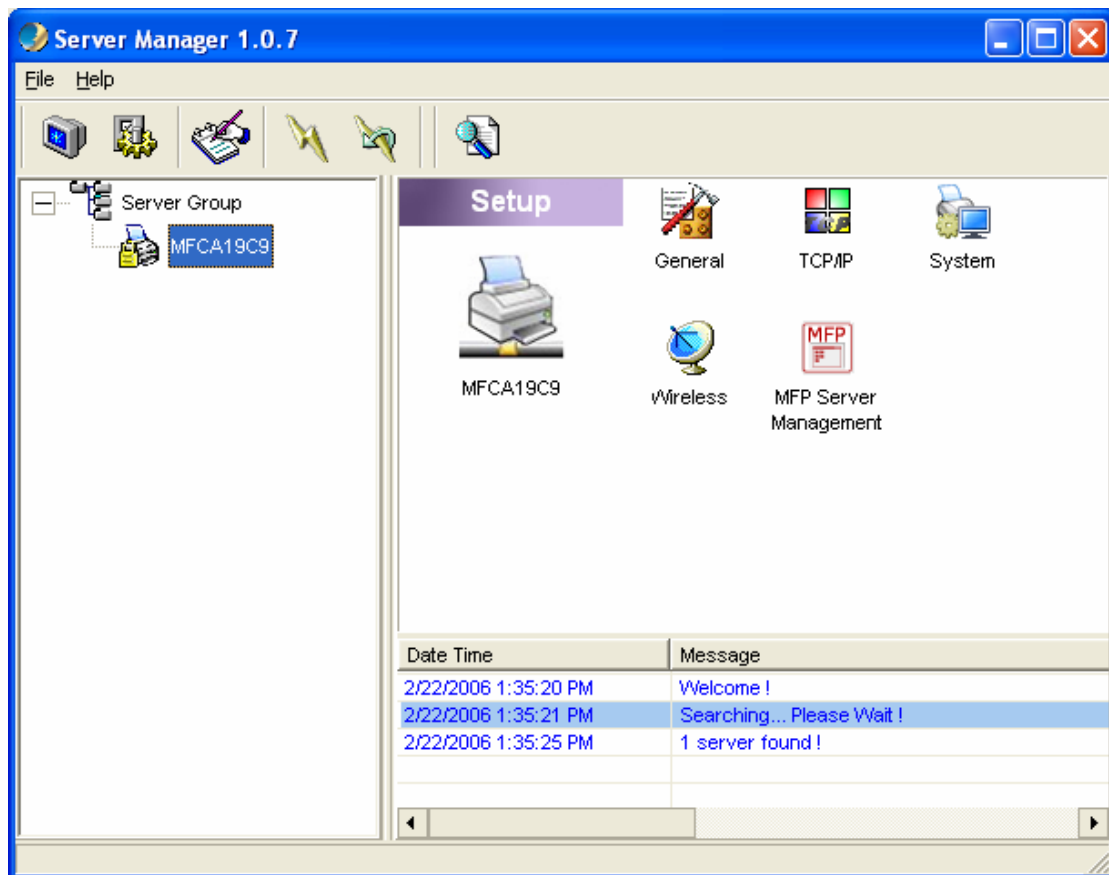 Server Manager 1.0.7
File Help
Server Group
MFCA19C9
Setup
MFCA19C9
General
TCP/IP
System
Wireless
MFP
MFP Server
Management
Date Time Message
2/22/2006 1:35:20 PM Welcome !
2/22/2006 1:35:21 PM Searching... Please Wait !
2/22/2006 1:35:25 PM 1 server found !